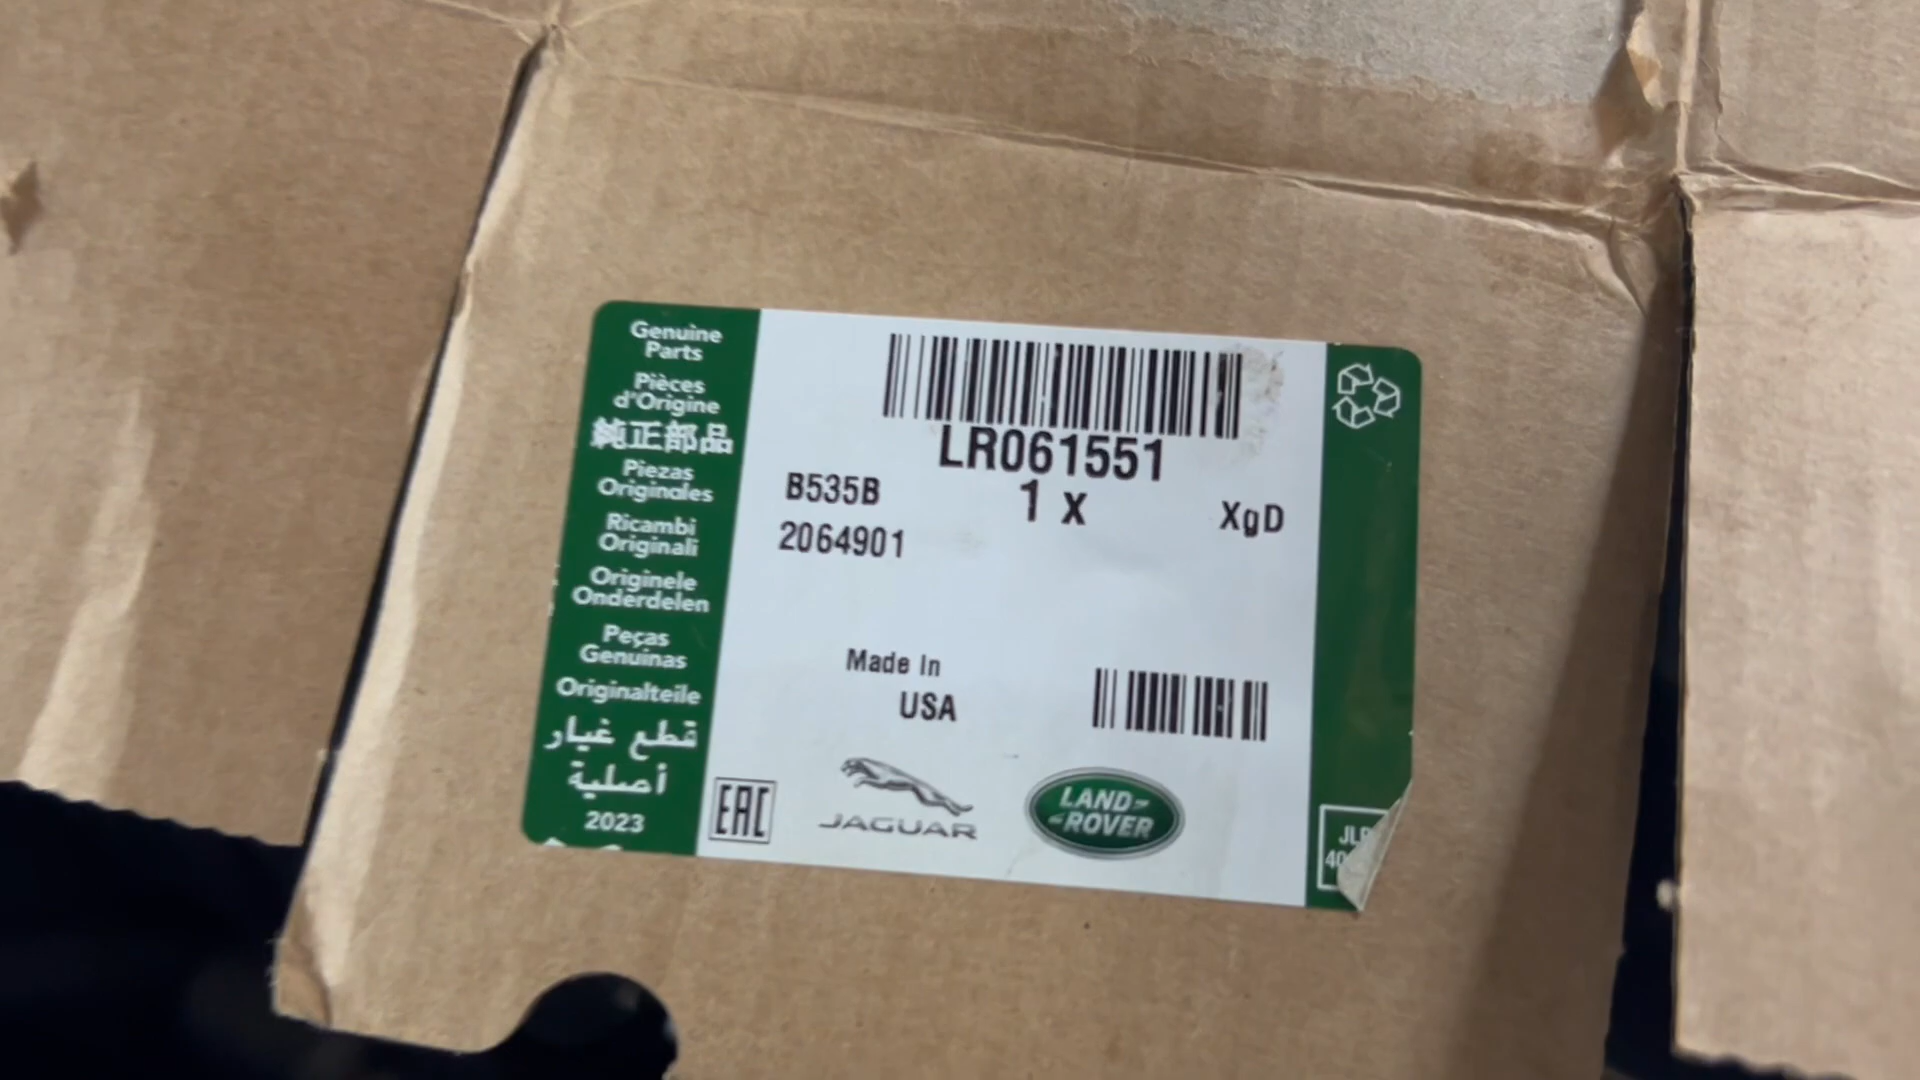 Genuine
Parts
Pièces
d'Origine
純正部品
Piezas
Originales
Ricambi
Originali
Originele
Onderdelen
Peças
Genuinas
Originalteile
قطع غيار
أصلية
2023
LR061551
B535B
1 x
XgD
2064901
Made In
USA
EAC
JAGUAR
LAND-
-ROVER